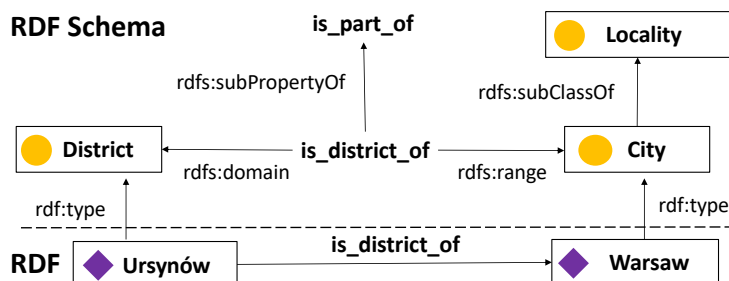 RDF Schema
is_part_of
Locality
rdfs:subPropertyOf
rdfs:subClassOf
District
is_district_of
City
rdfs:domain
rdfs:range
rdf:type
rdf:type
is_district_of
RDF
Ursynów
Warsaw